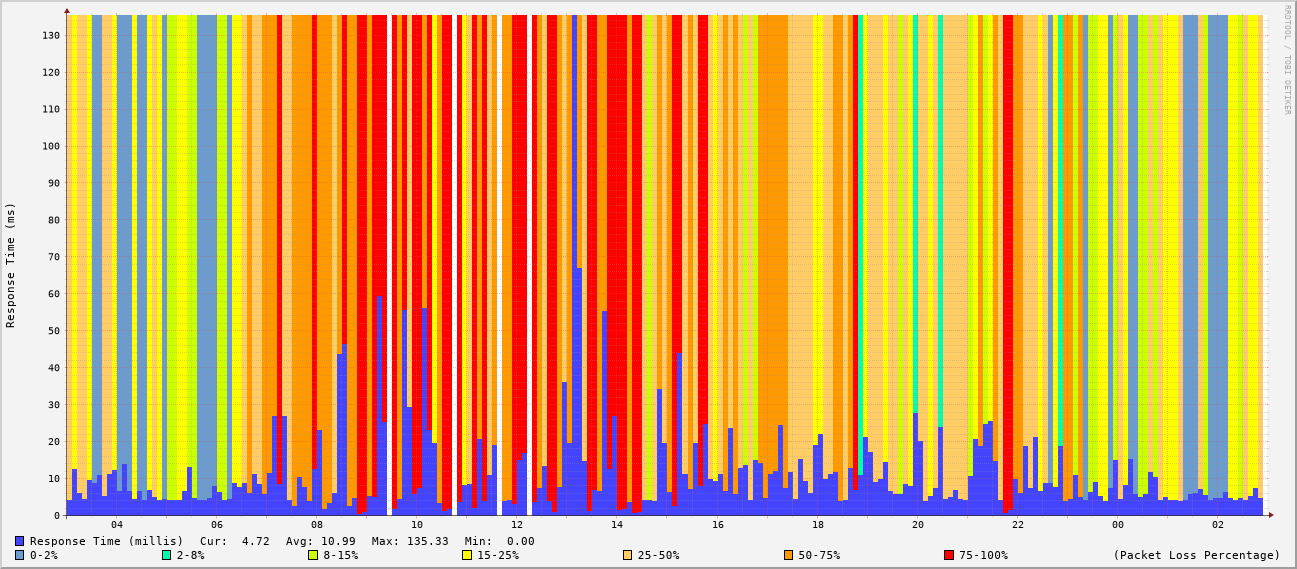 RRDTOOL / TOBI OETIKER
Response Time (ms)
130
120
110
100
90
80
70
60
50
40
30
20
10
0
04 06 08 10 12 14 16 18 20 22 00 02
Response Time (millis) Cur: 4.72 Avg: 10.99 Max: 135.33 Min: 0.00
0-2% 2-8% 8-15% 15-25% 25-50% 50-75% 75-100% (Packet Loss Percentage)